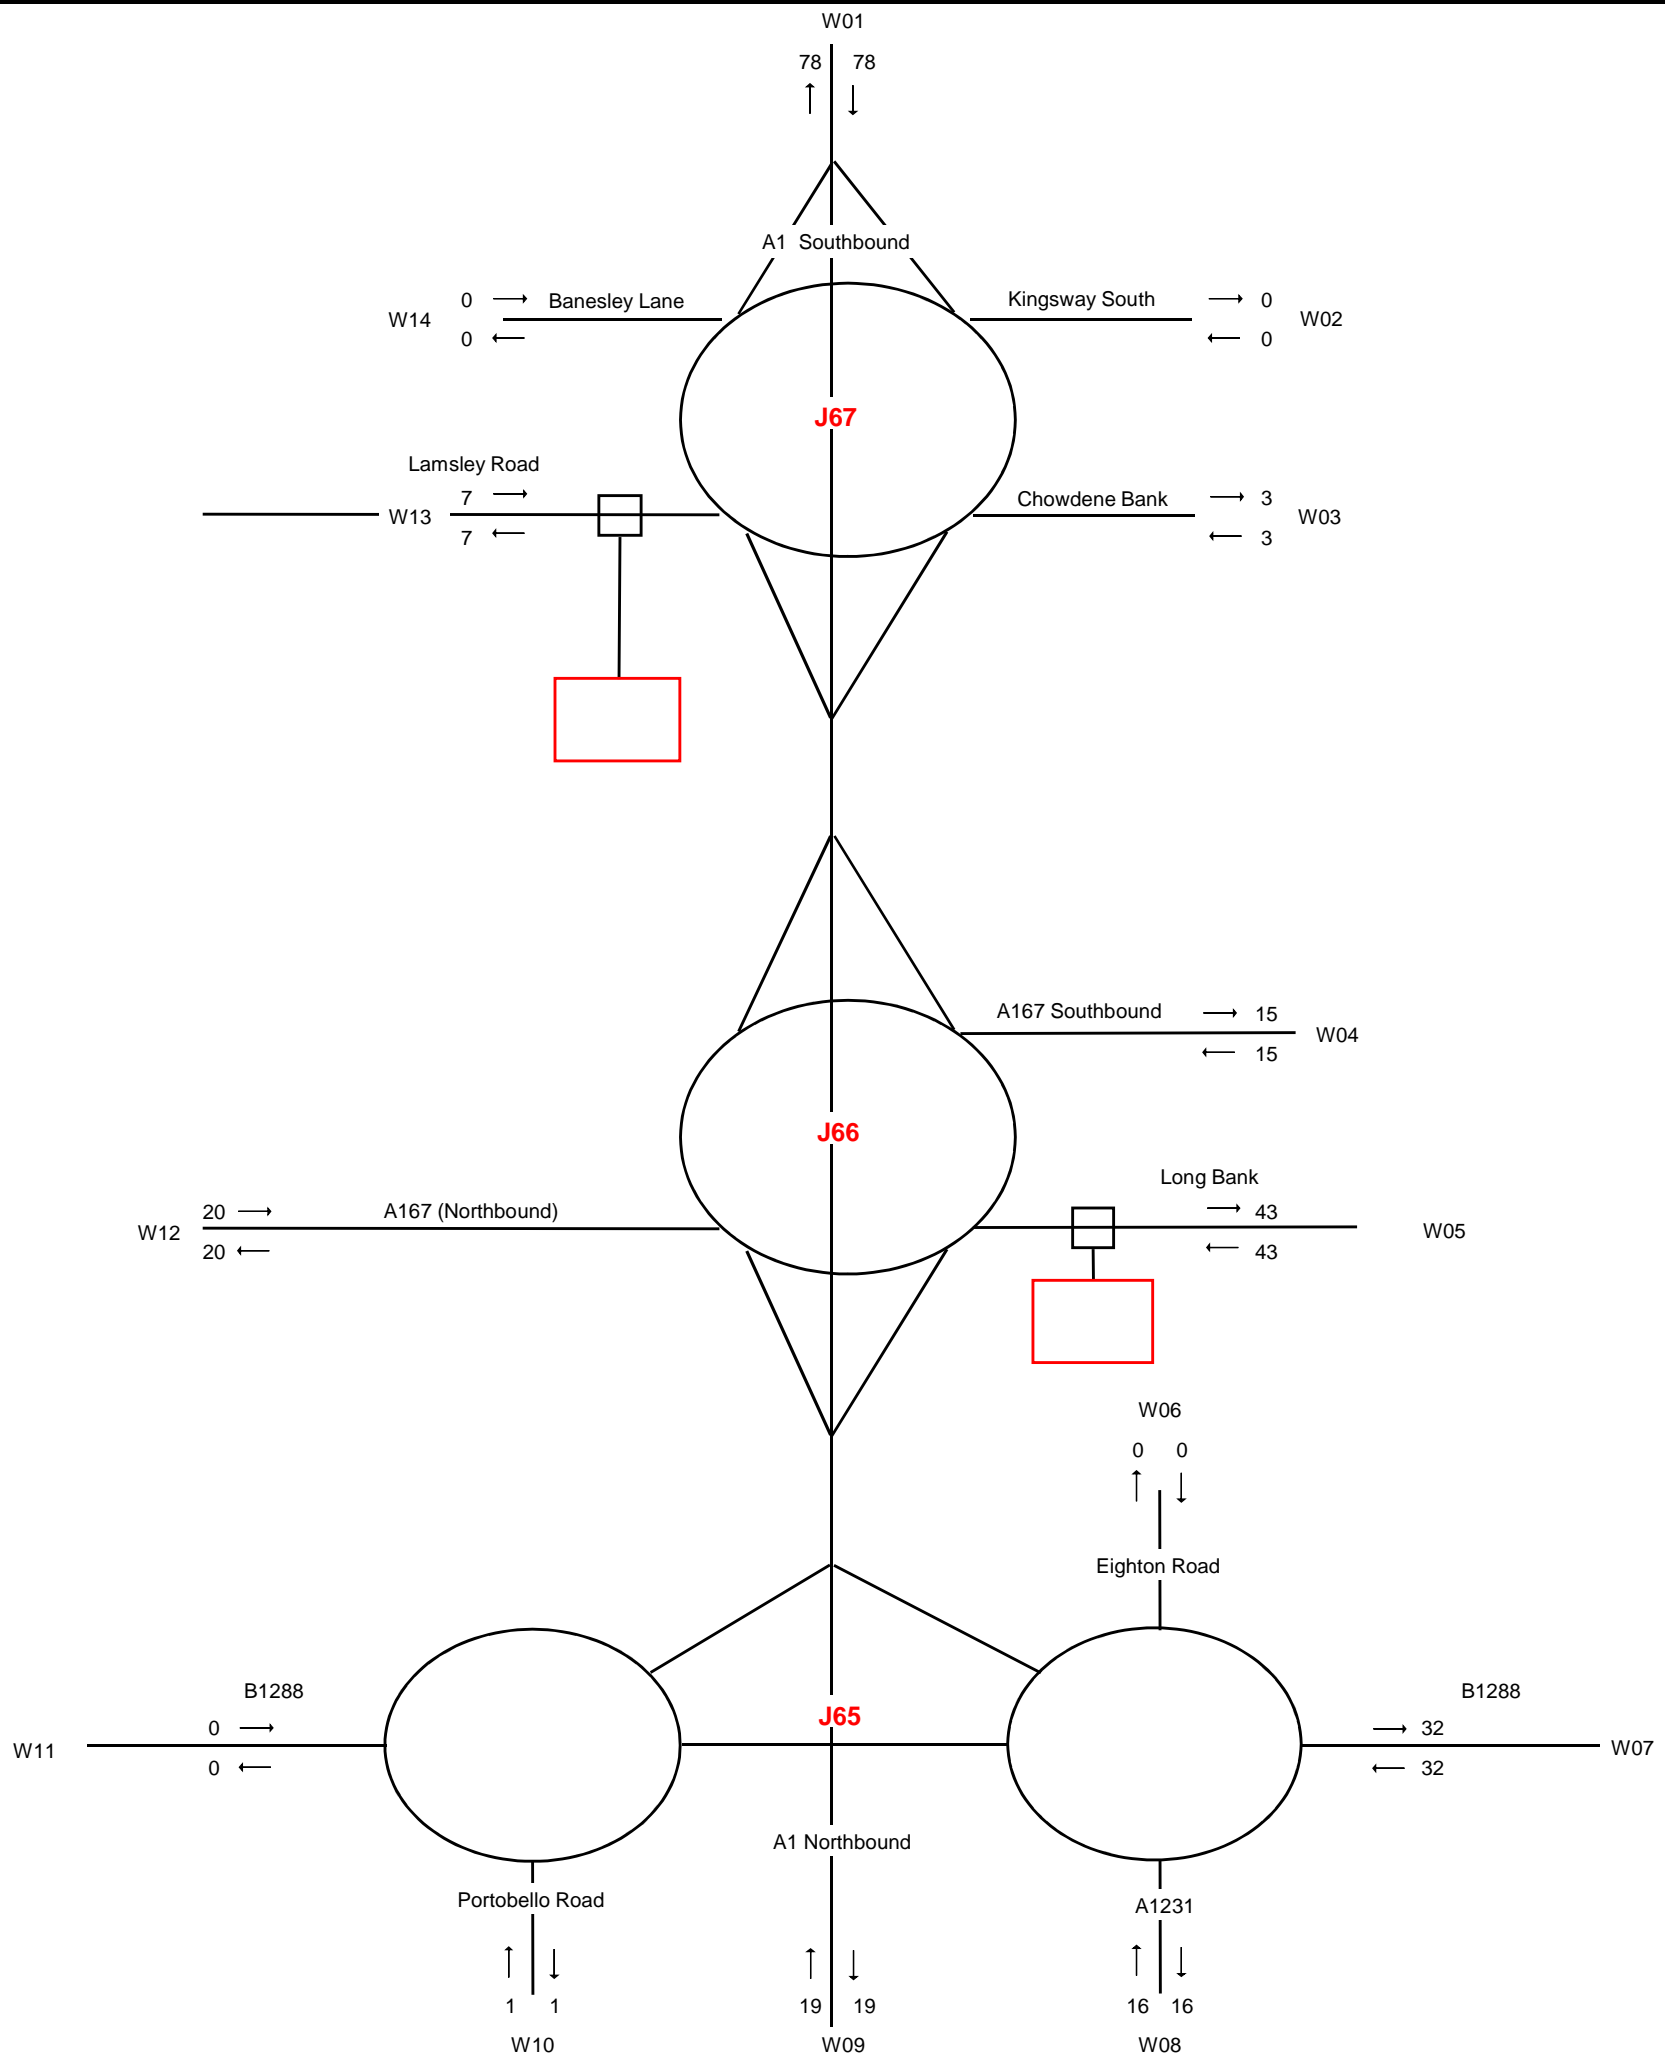 W01
78 78
A1 Southbound
0 Banesley Lane
Kingsway South 0
W14
W02
0
0
J67
Lamsley Road
7
Chowdene Bank 3
W13
W03
7
3
A167 Southbound 15
W04
15
J66
Long Bank
20 A167 (Northbound)
43
W12
W05
20
43
W06
0 0
Eighton Road
B1288
B1288
J65
0
32
W11
W07
0
32
A1 Northbound
Portobello Road
A1231
1 1
19 19
16 16
W10
W09
W08